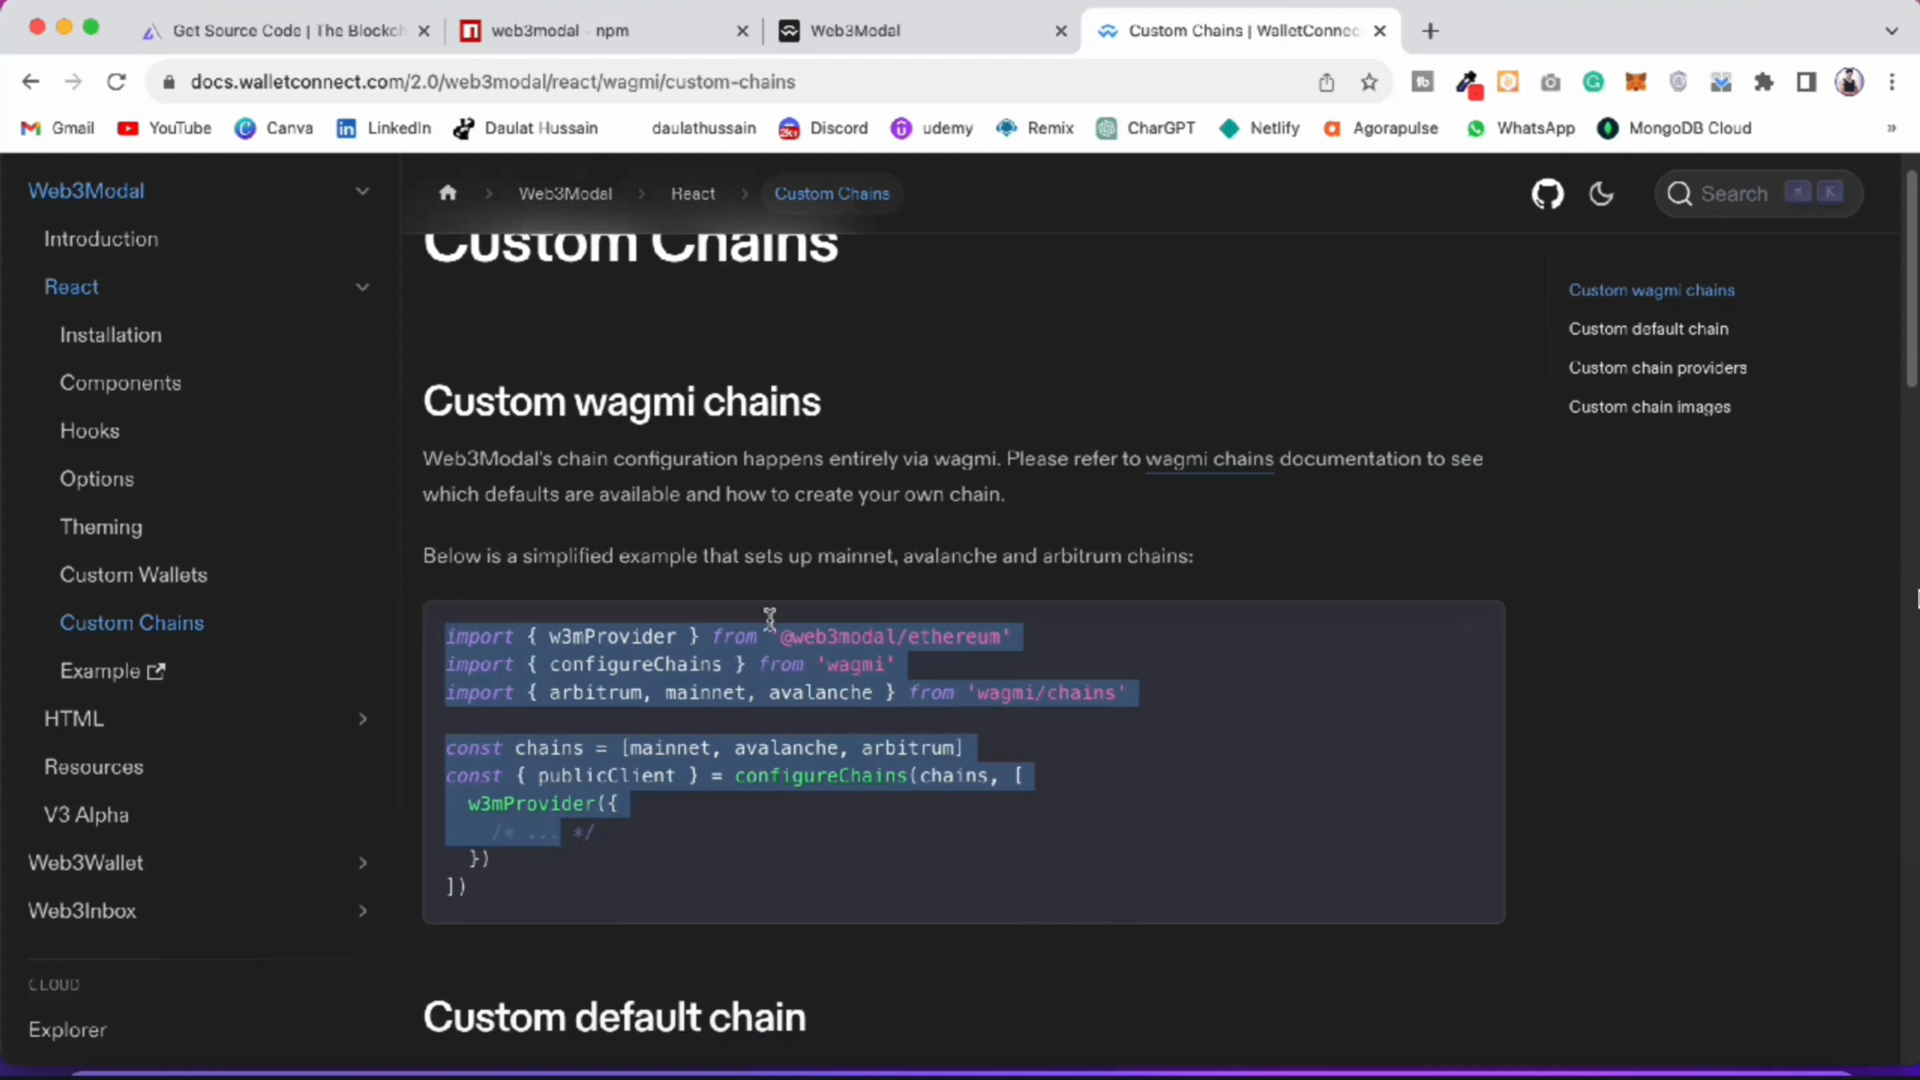 Get Source Code | The Blockch
web3modal - npm
Web3Modal
Custom Chains | WalletConnec
docs.walletconnect.com/2.0/web3modal/react/wagmi/custom-chains
Gmail
YouTube
Canva
LinkedIn
Daulat Hussain
daulathussain
Discord
udemy
Remix
CharGPT
Netlify
Agorapulse
WhatsApp
MongoDB Cloud
»
Web3Modal
Introduction
React
Installation
Components
Hooks
Options
Theming
Custom Wallets
Custom Chains
Example
HTML
Resources
V3 Alpha
Web3Wallet
Web3Inbox
CLOUD
Explorer
Web3Modal
React
Custom Chains
Search
K
Custom Chains
Custom wagmi chains
Web3Modal's chain configuration happens entirely via wagmi. Please refer to wagmi chains documentation to see
which defaults are available and how to create your own chain.
Below is a simplified example that sets up mainnet, avalanche and arbitrum chains:
import { w3mProvider } from '@web3modal/ethereum'
import { configureChains } from 'wagmi'
import { arbitrum, mainnet, avalanche } from 'wagmi/chains'
const chains = [mainnet, avalanche, arbitrum]
const { publicClient } = configureChains(chains, [
w3mProvider({
/* ... */
})
])
Custom default chain
Custom wagmi chains
Custom default chain
Custom chain providers
Custom chain images